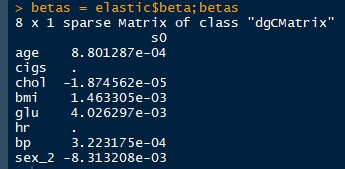 > betas = elastic$beta;betas
8 x 1 sparse Matrix of class "dgCMatrix"
s0
age 8.801287e-04
cigs .
chol -1.874562e-05
bmi 1.463305e-03
glu 4.026297e-03
hr .
bp 3.223175e-04
sex_2 -8.313208e-03